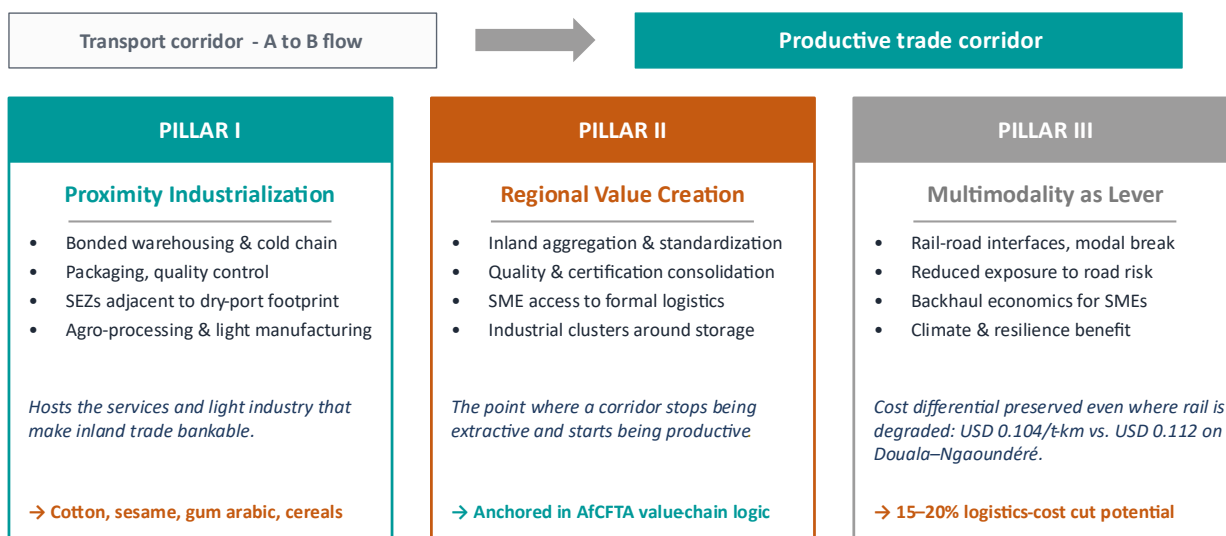 Transport corridor - A to B flow
Productive trade corridor
PILLAR I
Proximity Industrialization
• Bonded warehousing & cold chain
• Packaging, quality control
• SEZs adjacent to dry-port footprint
• Agro-processing & light manufacturing
Hosts the services and light industry that
make inland trade bankable.
→ Cotton, sesame, gum arabic, cereals
PILLAR II
Regional Value Creation
• Inland aggregation & standardization
• Quality & certification consolidation
• SME access to formal logistics
• Industrial clusters around storage
The point where a corridor stops being
extractive and starts being productive
→ Anchored in AfCFTA valuechain logic
PILLAR III
Multimodality as Lever
• Rail-road interfaces, modal break
• Reduced exposure to road risk
• Backhaul economics for SMEs
• Climate & resilience benefit
Cost differential preserved even where rail is
degraded: USD 0.104/t-km vs. USD 0.112 on
Douala–Ngaoundéré.
→ 15–20% logistics-cost cut potential